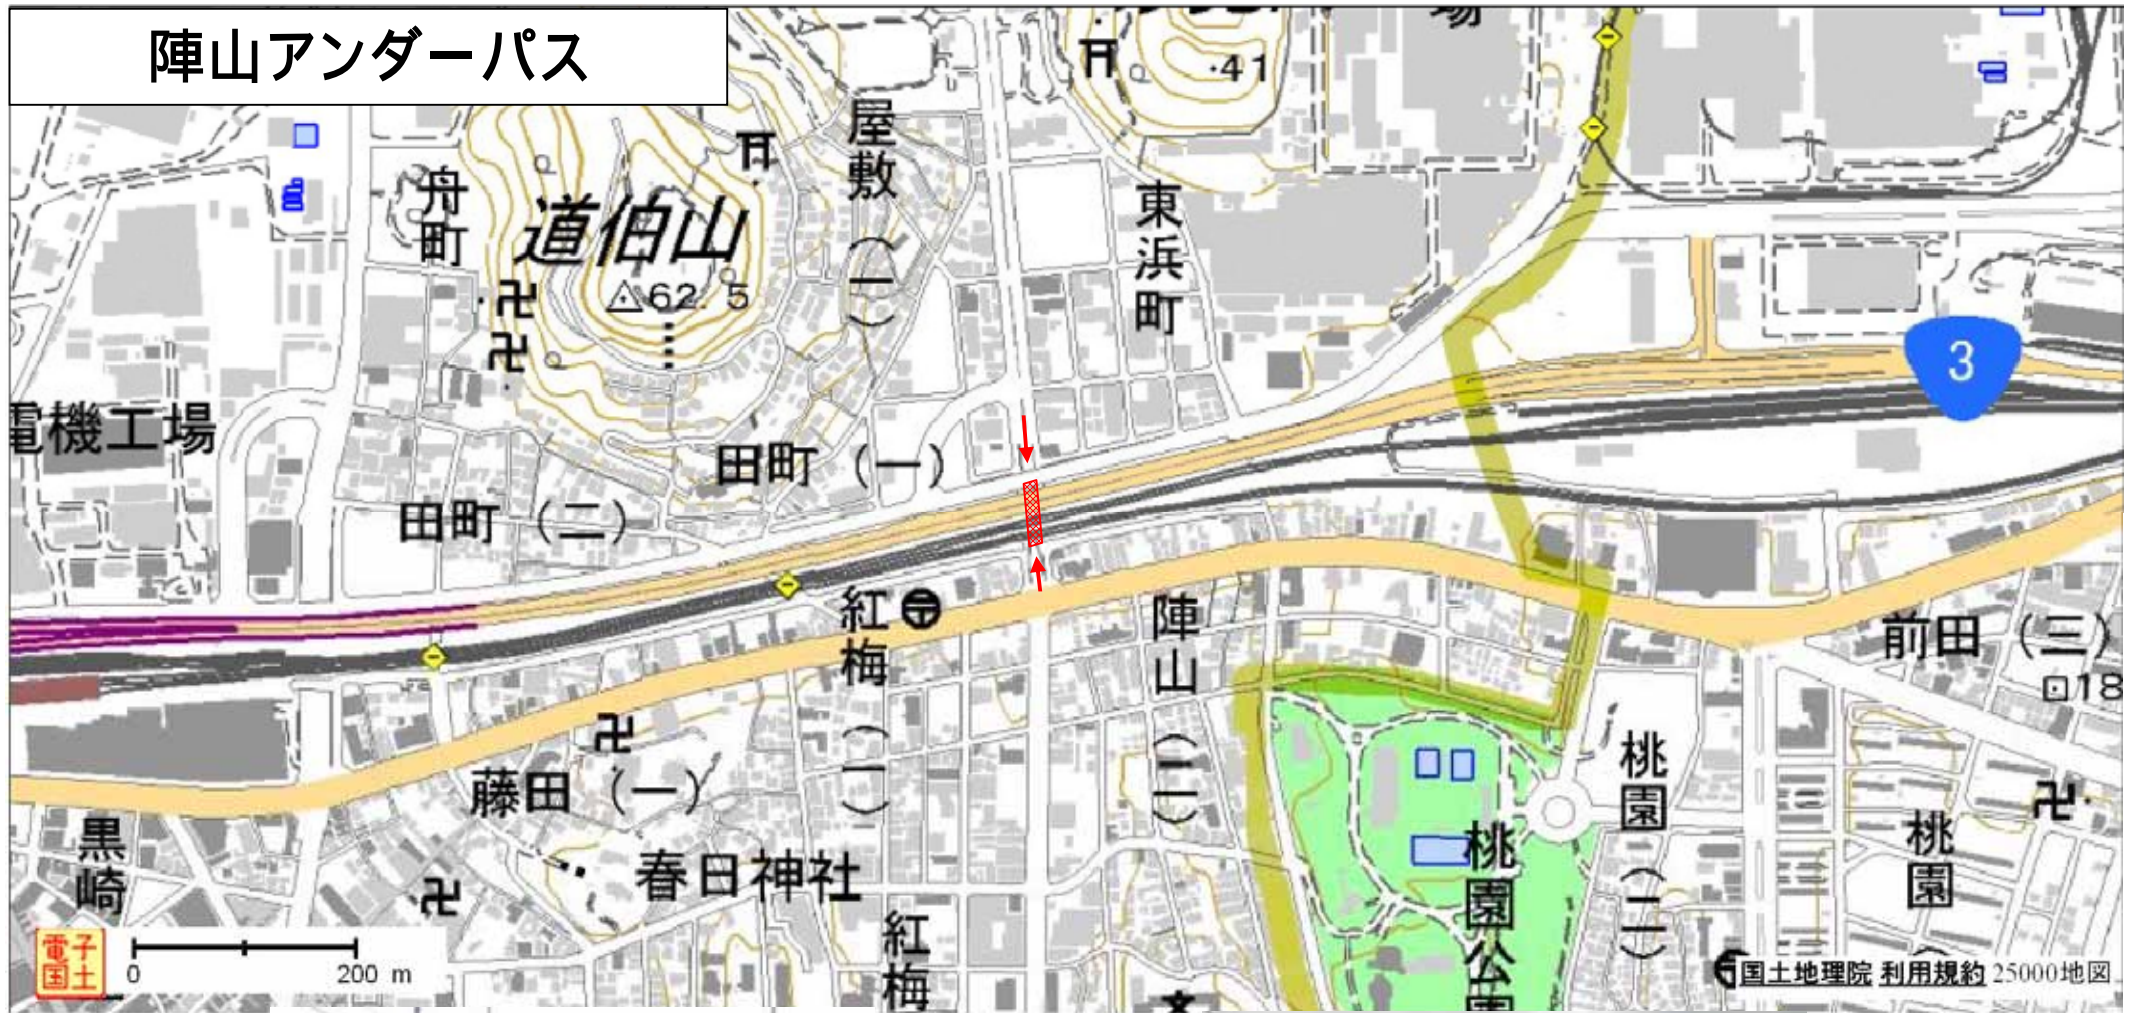 陣山アンダーパス
・41
場
屋敷(一)
舟町
道伯山
62.5
東浜町
3
電機工場
田町(一)
田町(二)
紅梅(一)
陣山(二)
前田(三)
18
桃園(二)
藤田(一)
黒崎
春日神社
紅梅
桃園公園
桃園(
電子国土
0 200 m
国土地理院 利用規約 25000地図